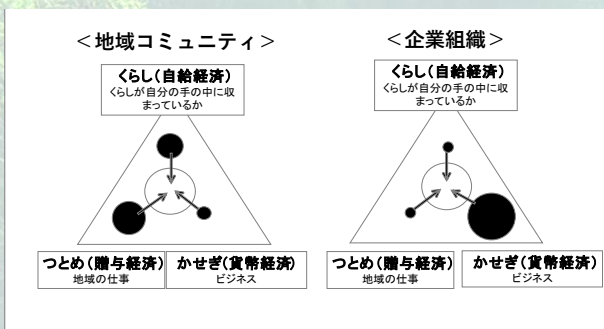 ＜地域コミュニティ＞
くらし（自給経済）
くらしが自分の手の中に収
まっているか
つとめ（贈与経済）
地域の仕事
かせぎ（貨幣経済）
ビジネス
＜企業組織＞
くらし（自給経済）
くらしが自分の手の中に収
まっているか
つとめ（贈与経済）
地域の仕事
かせぎ（貨幣経済）
ビジネス